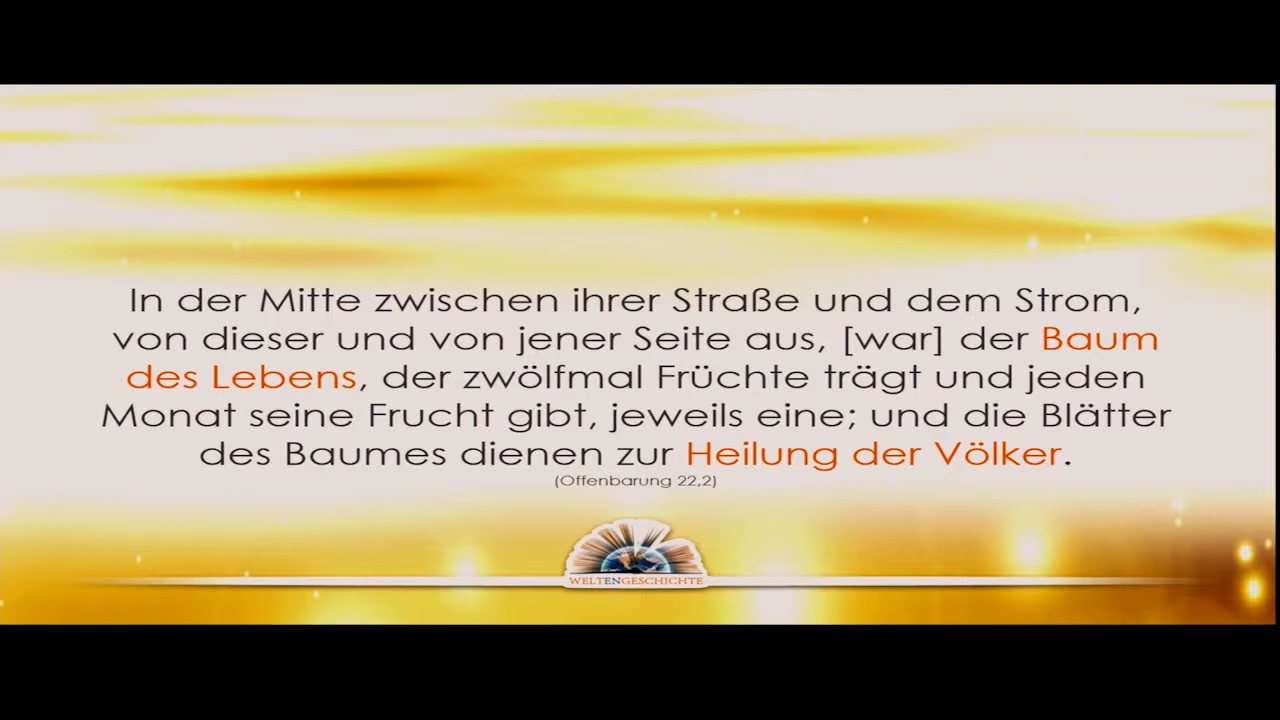 In der Mitte zwischen ihrer Straße und dem Strom,
von dieser und von jener Seite aus, [war] der Baum
des Lebens, der zwölfmal Früchte trägt und jeden
Monat seine Frucht gibt, jeweils eine; und die Blätter
des Baumes dienen zur Heilung der Völker.
(Offenbarung 22,2)
WELTENGESCHICHTE